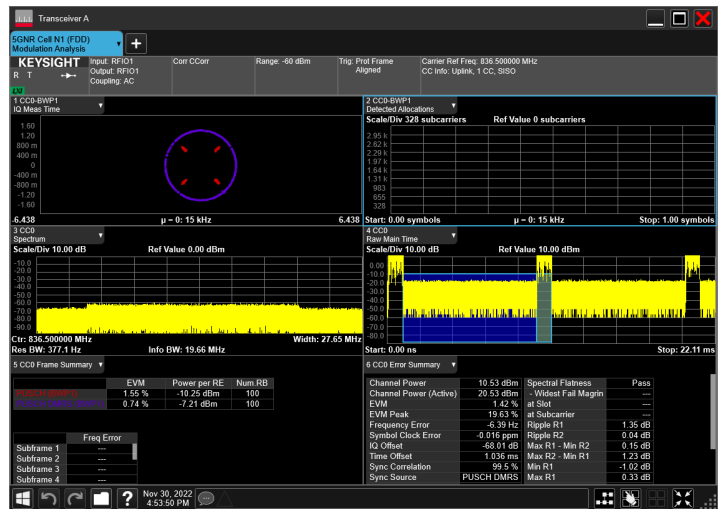 Transceiver A
5GNR Cell N1 (FDD)
Modulation Analysis
KEYSIGHT
R T
LXI
Input: RFIO1
Output: RFIO1
Coupling: AC
Corr CCorr
Range: -60 dBm
Trig: Prot Frame
Aligned
Carrier Ref Freq: 836.500000 MHz
CC Info: Uplink, 1 CC, SISO
1 CC0-BWP1
IQ Meas Time
1.60
1.20
800 m
400 m
0
-400 m
-800 m
-1.20
-1.60
-6.438 μ = 0: 15 kHz 6.438
2 CC0-BWP1
Detected Allocations
Scale/Div 328 subcarriers Ref Value 0 subcarriers
2.95 k
2.62 k
2.29 k
1.97 k
1.64 k
1.31 k
983
655
328
Start: 0.00 symbols μ = 0: 15 kHz Stop: 1.00 symbols
3 CC0
Spectrum
Scale/Div 10.00 dB Ref Value 0.00 dBm
-10.0
-20.0
-30.0
-40.0
-50.0
-60.0
-70.0
-80.0
-90.0
Ctr: 836.500000 MHz Width: 27.65 MHz
Res BW: 377.1 Hz Info BW: 19.66 MHz
4 CC0
Raw Main Time
Scale/Div 10.00 dB Ref Value 10.00 dBm
0.00
-10.0
-20.0
-30.0
-40.0
-50.0
-60.0
-70.0
-80.0
Start: 0.00 ns Stop: 22.11 ms
5 CC0 Frame Summary
EVM Power per RE Num.RB
PUSCH (BWP1) 1.55 % -10.25 dBm 100
0.74 % -7.21 dBm 100
Freq Error
Subframe 1 ---
Subframe 2 ---
Subframe 3 ---
Subframe 4 ---
6 CC0 Error Summary
Channel Power 10.53 dBm
Channel Power (Active) 20.53 dBm
EVM 1.42 %
EVM Peak 19.63 %
Frequency Error -6.39 Hz
Symbol Clock Error -0.016 ppm
IQ Offset -68.01 dB
Time Offset 1.036 ms
Sync Correlation 99.5 %
Sync Source PUSCH DMRS
Spectral Flatness Pass
- Widest Fail Magrin ---
at Slot ---
at Subcarrier ---
Ripple R1 1.35 dB
Ripple R2 0.04 dB
Max R1 - Min R2 0.15 dB
Max R2 - Min R1 1.23 dB
Min R1 -1.02 dB
Max R1 0.33 dB
?
Nov 30, 2022
4:53:50 PM